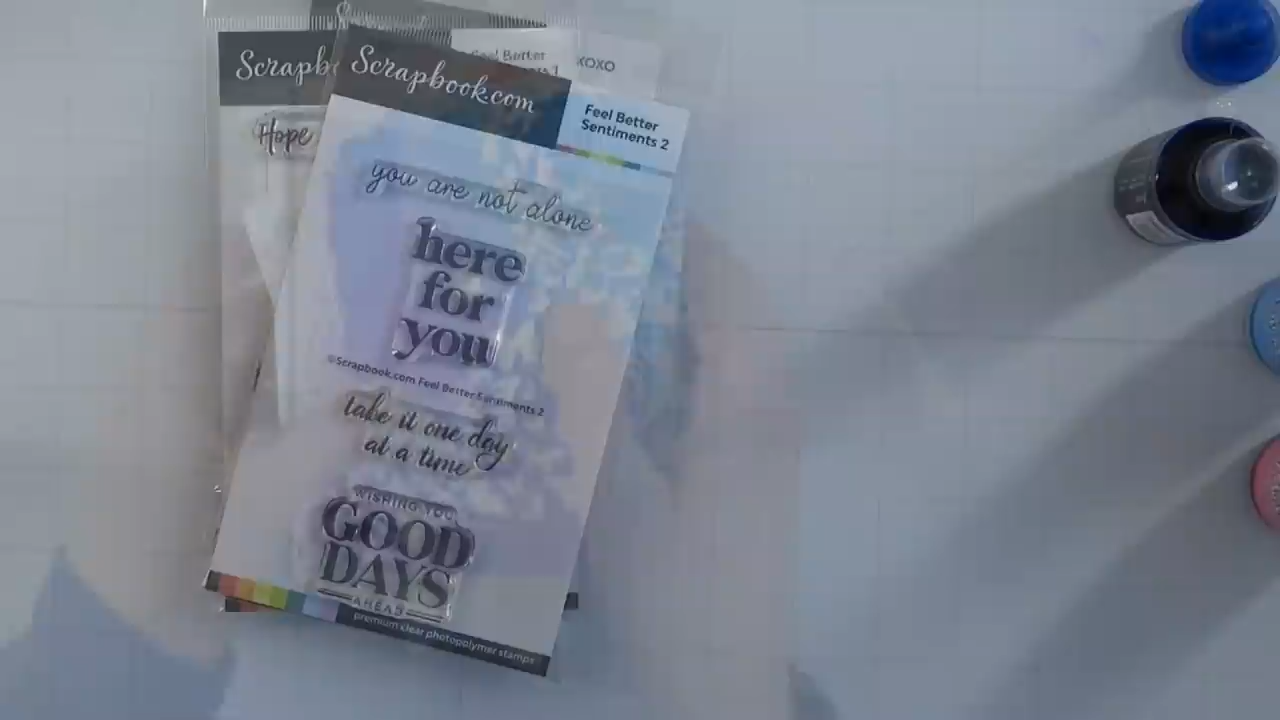 Scrapb
Hope
Feel Better
XOXO
Scrapbook.com
Feel Better
Sentiments 2
you are not alone
here
for
you
©Scrapbook.com Feel Better Sentiments 2
take it one day
at a time
WISHING YOU
GOOD
DAYS
AHEAD
premium clear photopolymer stamps